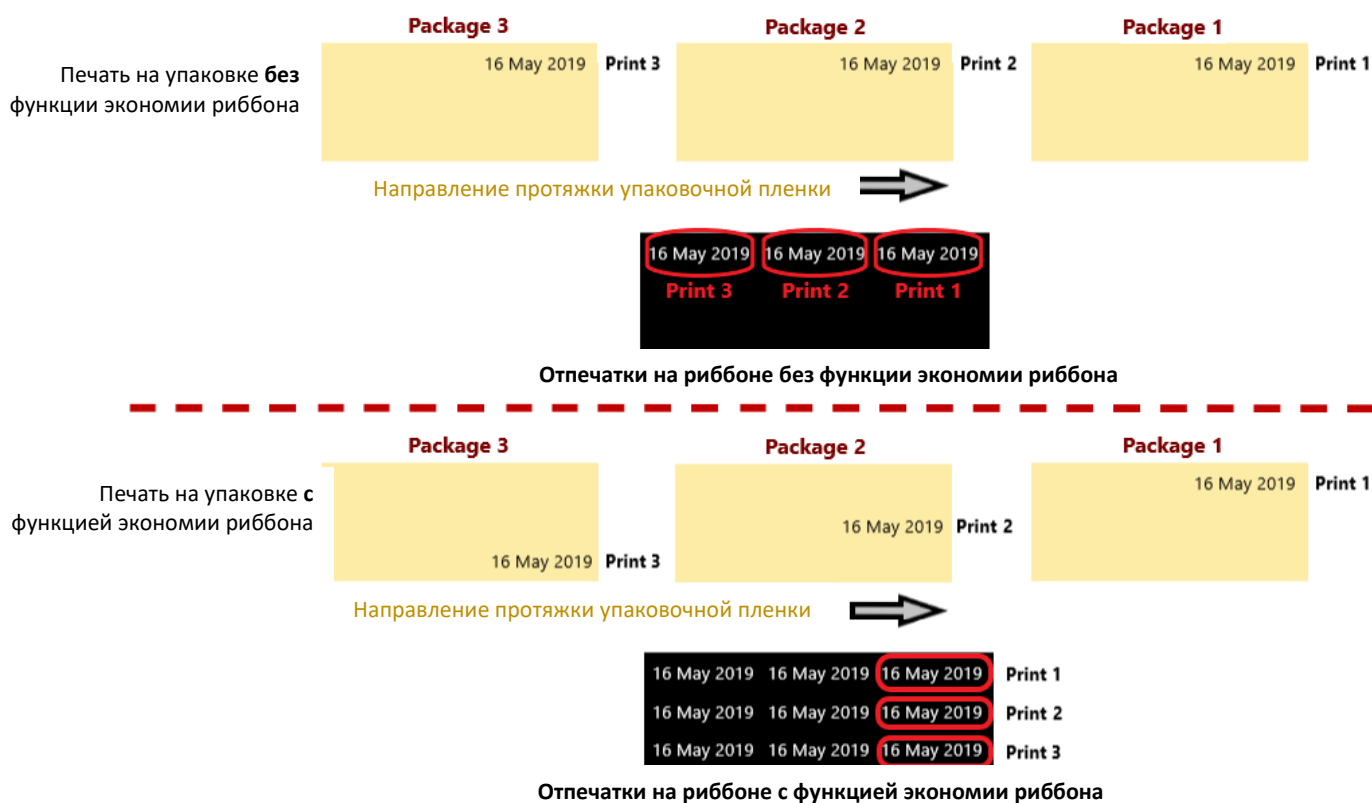 Package 3 Package 2 Package 1
Печать на упаковке без
функции экономии риббона
16 May 2019 Print 3 16 May 2019 Print 2 16 May 2019 Print 1
Направление протяжки упаковочной пленки
16 May 2019 16 May 2019 16 May 2019
Print 3 Print 2 Print 1
Отпечатки на риббоне без функции экономии риббона
Package 3 Package 2 Package 1
Печать на упаковке с
функцией экономии риббона
16 May 2019 Print 1
16 May 2019 Print 2
16 May 2019 Print 3
Направление протяжки упаковочной пленки
16 May 2019 16 May 2019 16 May 2019 Print 1
16 May 2019 16 May 2019 16 May 2019 Print 2
16 May 2019 16 May 2019 16 May 2019 Print 3
Отпечатки на риббоне с функцией экономии риббона